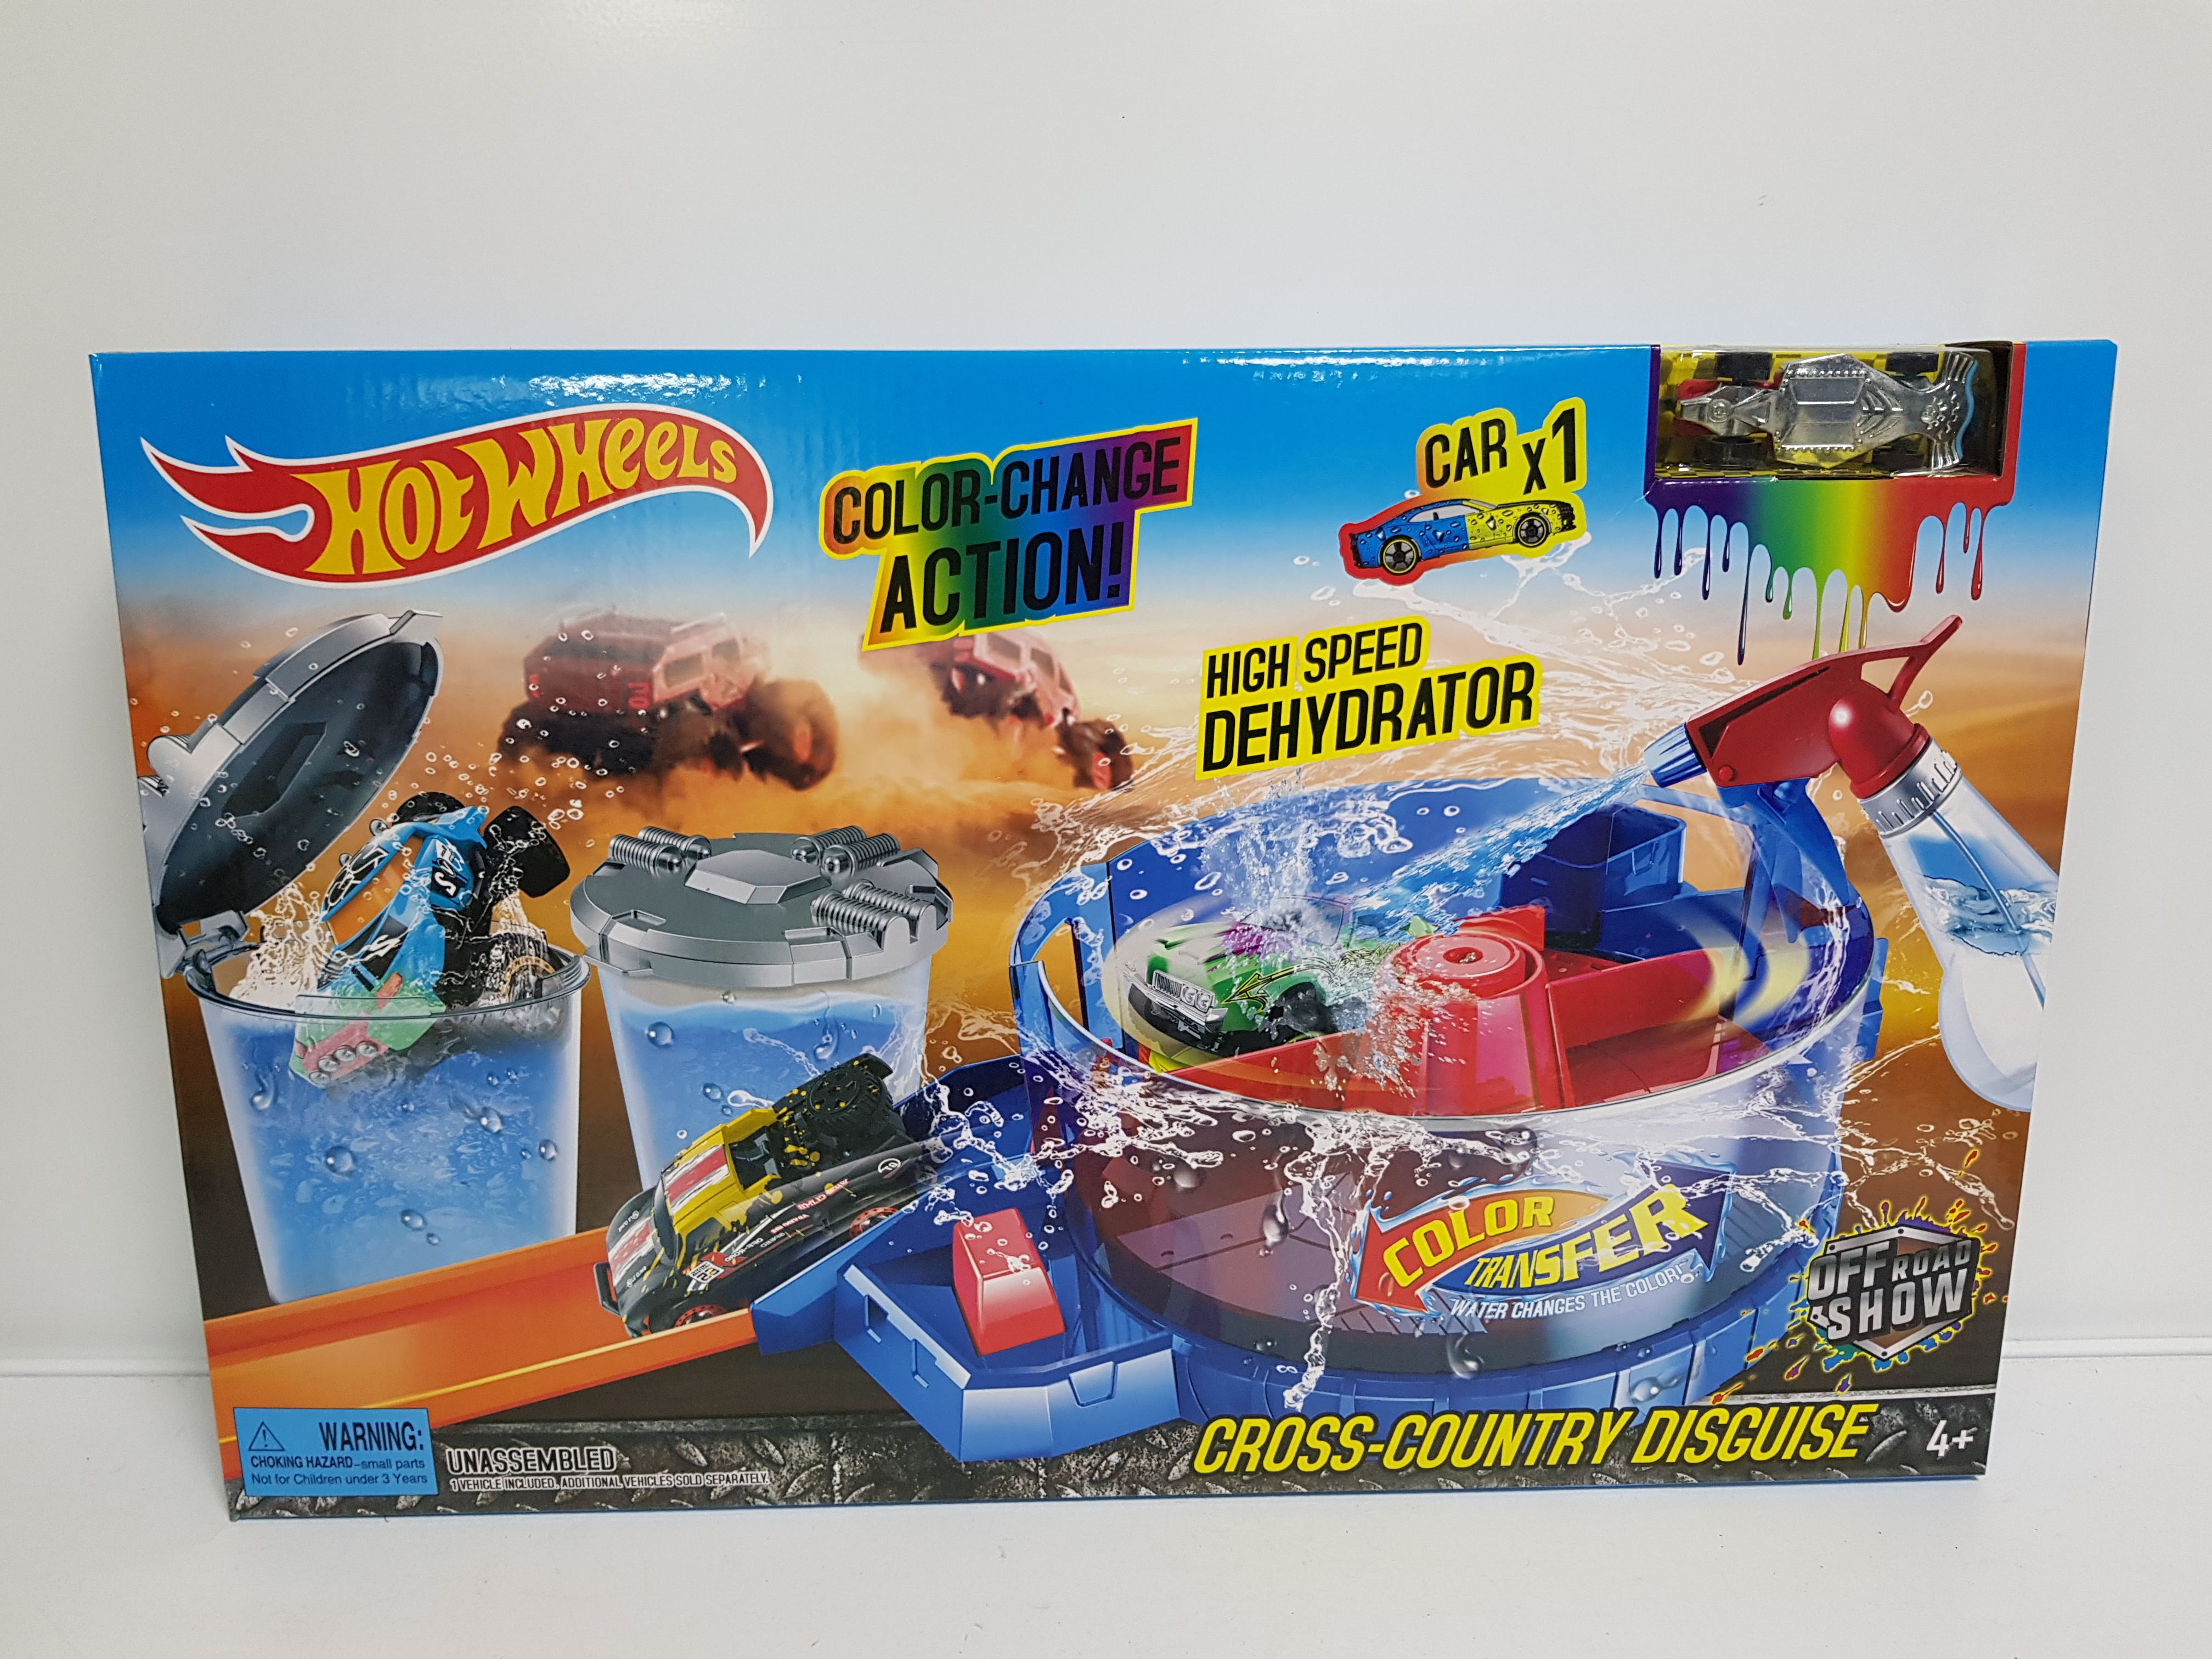 HOT WHEELS
COLOR-CHANGE
ACTION!
CAR x1
HIGH SPEED
DEHYDRATOR
COLOR
TRANSFER
WATER CHANGES THE COLOR!
OFF ROAD
SHOW
CROSS-COUNTRY DISGUISE
4+
WARNING:
CHOKING HAZARD-small parts
Not for Children under 3 Years
UNASSEMBLED
1 VEHICLE INCLUDED. ADDITIONAL VEHICLES SOLD SEPARATELY.